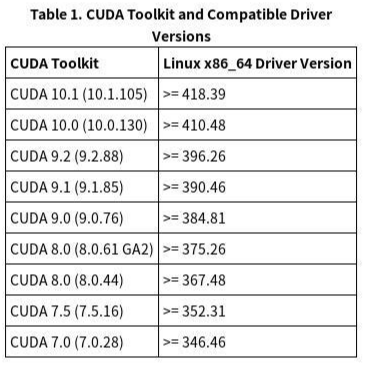 Table 1. CUDA Toolkit and Compatible Driver
Versions
CUDA Toolkit Linux x86_64 Driver Version
CUDA 10.1 (10.1.105) >= 418.39
CUDA 10.0 (10.0.130) >= 410.48
CUDA 9.2 (9.2.88) >= 396.26
CUDA 9.1 (9.1.85) >= 390.46
CUDA 9.0 (9.0.76) >= 384.81
CUDA 8.0 (8.0.61 GA2) >= 375.26
CUDA 8.0 (8.0.44) >= 367.48
CUDA 7.5 (7.5.16) >= 352.31
CUDA 7.0 (7.0.28) >= 346.46